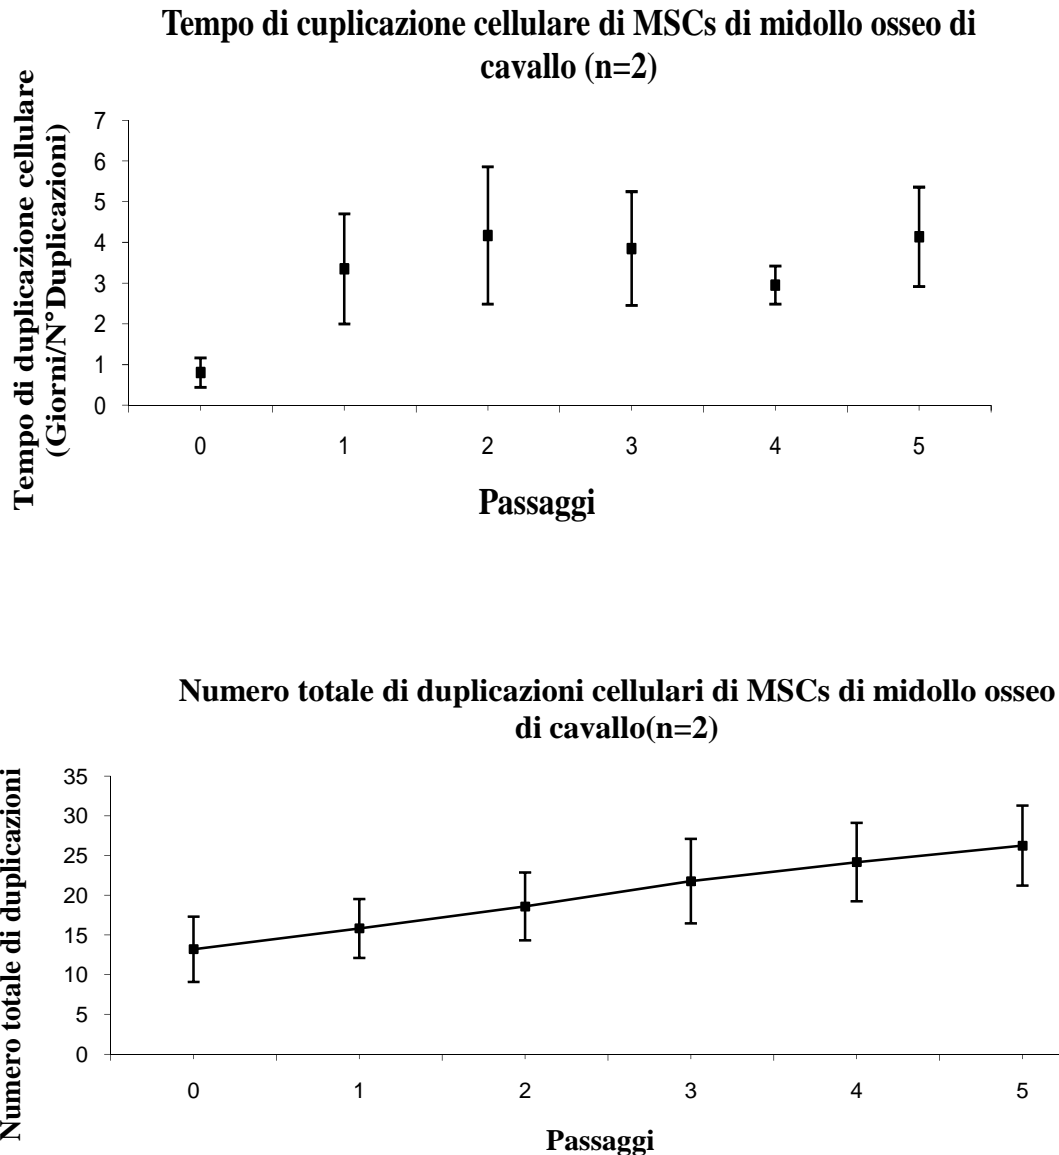 Tempo di cuplicazione cellulare di MSCs di midollo osseo di
cavallo (n=2)
Tempo di duplicazione cellulare
(Giorni/N°Duplicazioni)
7
6
5
4
3
2
1
0
0 1 2 3 4 5
Passaggi
Numero totale di duplicazioni cellulari di MSCs di midollo osseo
di cavallo(n=2)
Numero totale di duplicazioni
35
30
25
20
15
10
5
0
0 1 2 3 4 5
Passaggi